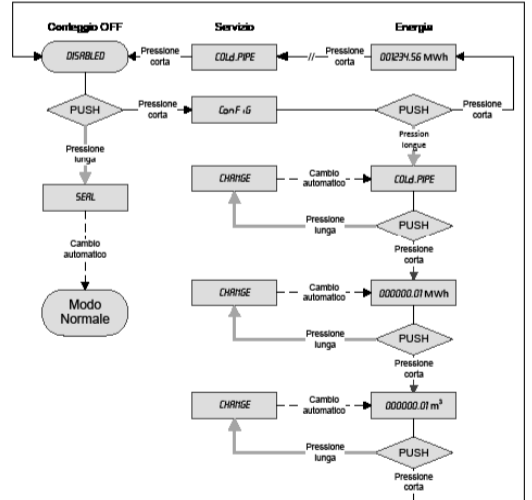 Conteggio OFF
Servizio
Energia
DISABLED
Pressione
corta
COLd.PIPE
//
Pressione
corta
001234.56 MWh
PUSH
Pressione
corta
ConFiG
PUSH
Pressione
corta
Pressione
lunga
Pression
longue
SEAL
CHANGE
Cambio
automatico
COLd.PIPE
Pressione
lunga
PUSH
Cambio
automatico
Pressione
corta
Modo
Normale
CHANGE
Cambio
automatico
000000.01 MWh
Pressione
lunga
PUSH
Pressione
corta
CHANGE
Cambio
automatico
000000.01 m³
Pressione
lunga
PUSH
Pressione
corta